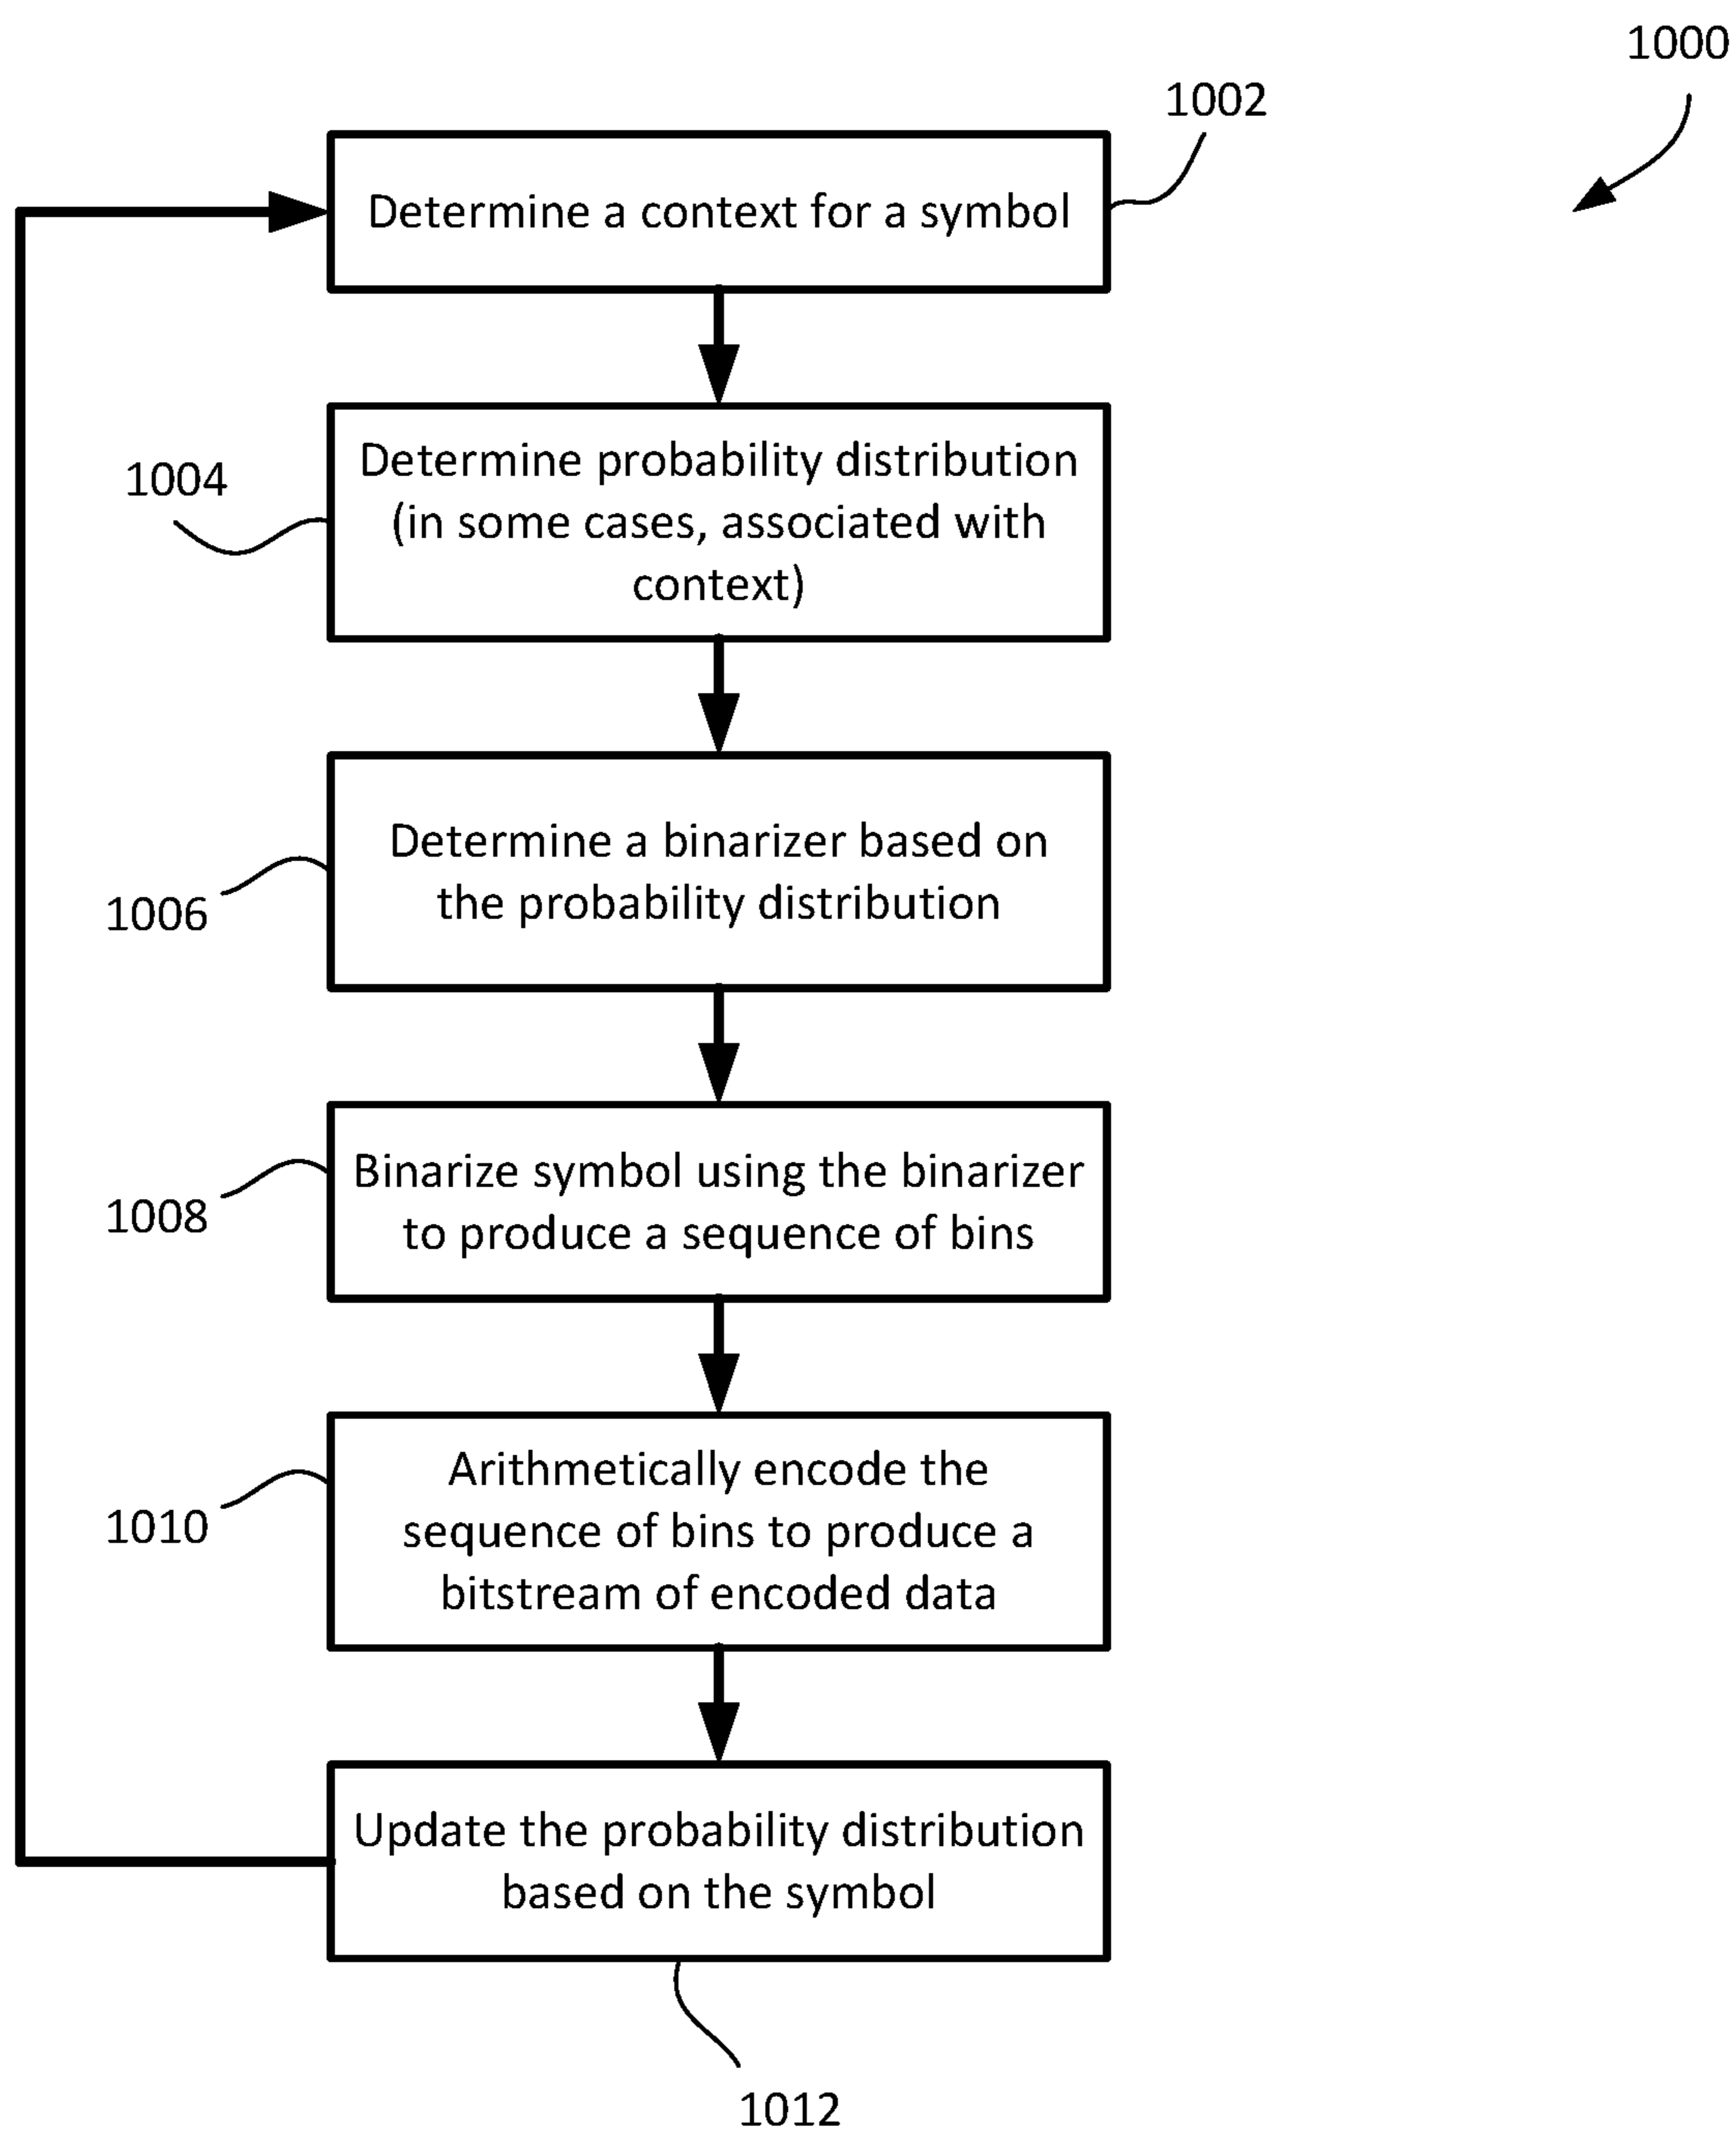 1000
1002
Determine a context for a symbol
1004
Determine probability distribution
(in some cases, associated with
context)
Determine a binarizer based on
the probability distribution
1006
Binarize symbol using the binarizer
to produce a sequence of bins
1008
Arithmetically encode the
sequence of bins to produce a
bitstream of encoded data
1010
Update the probability distribution
based on the symbol
1012